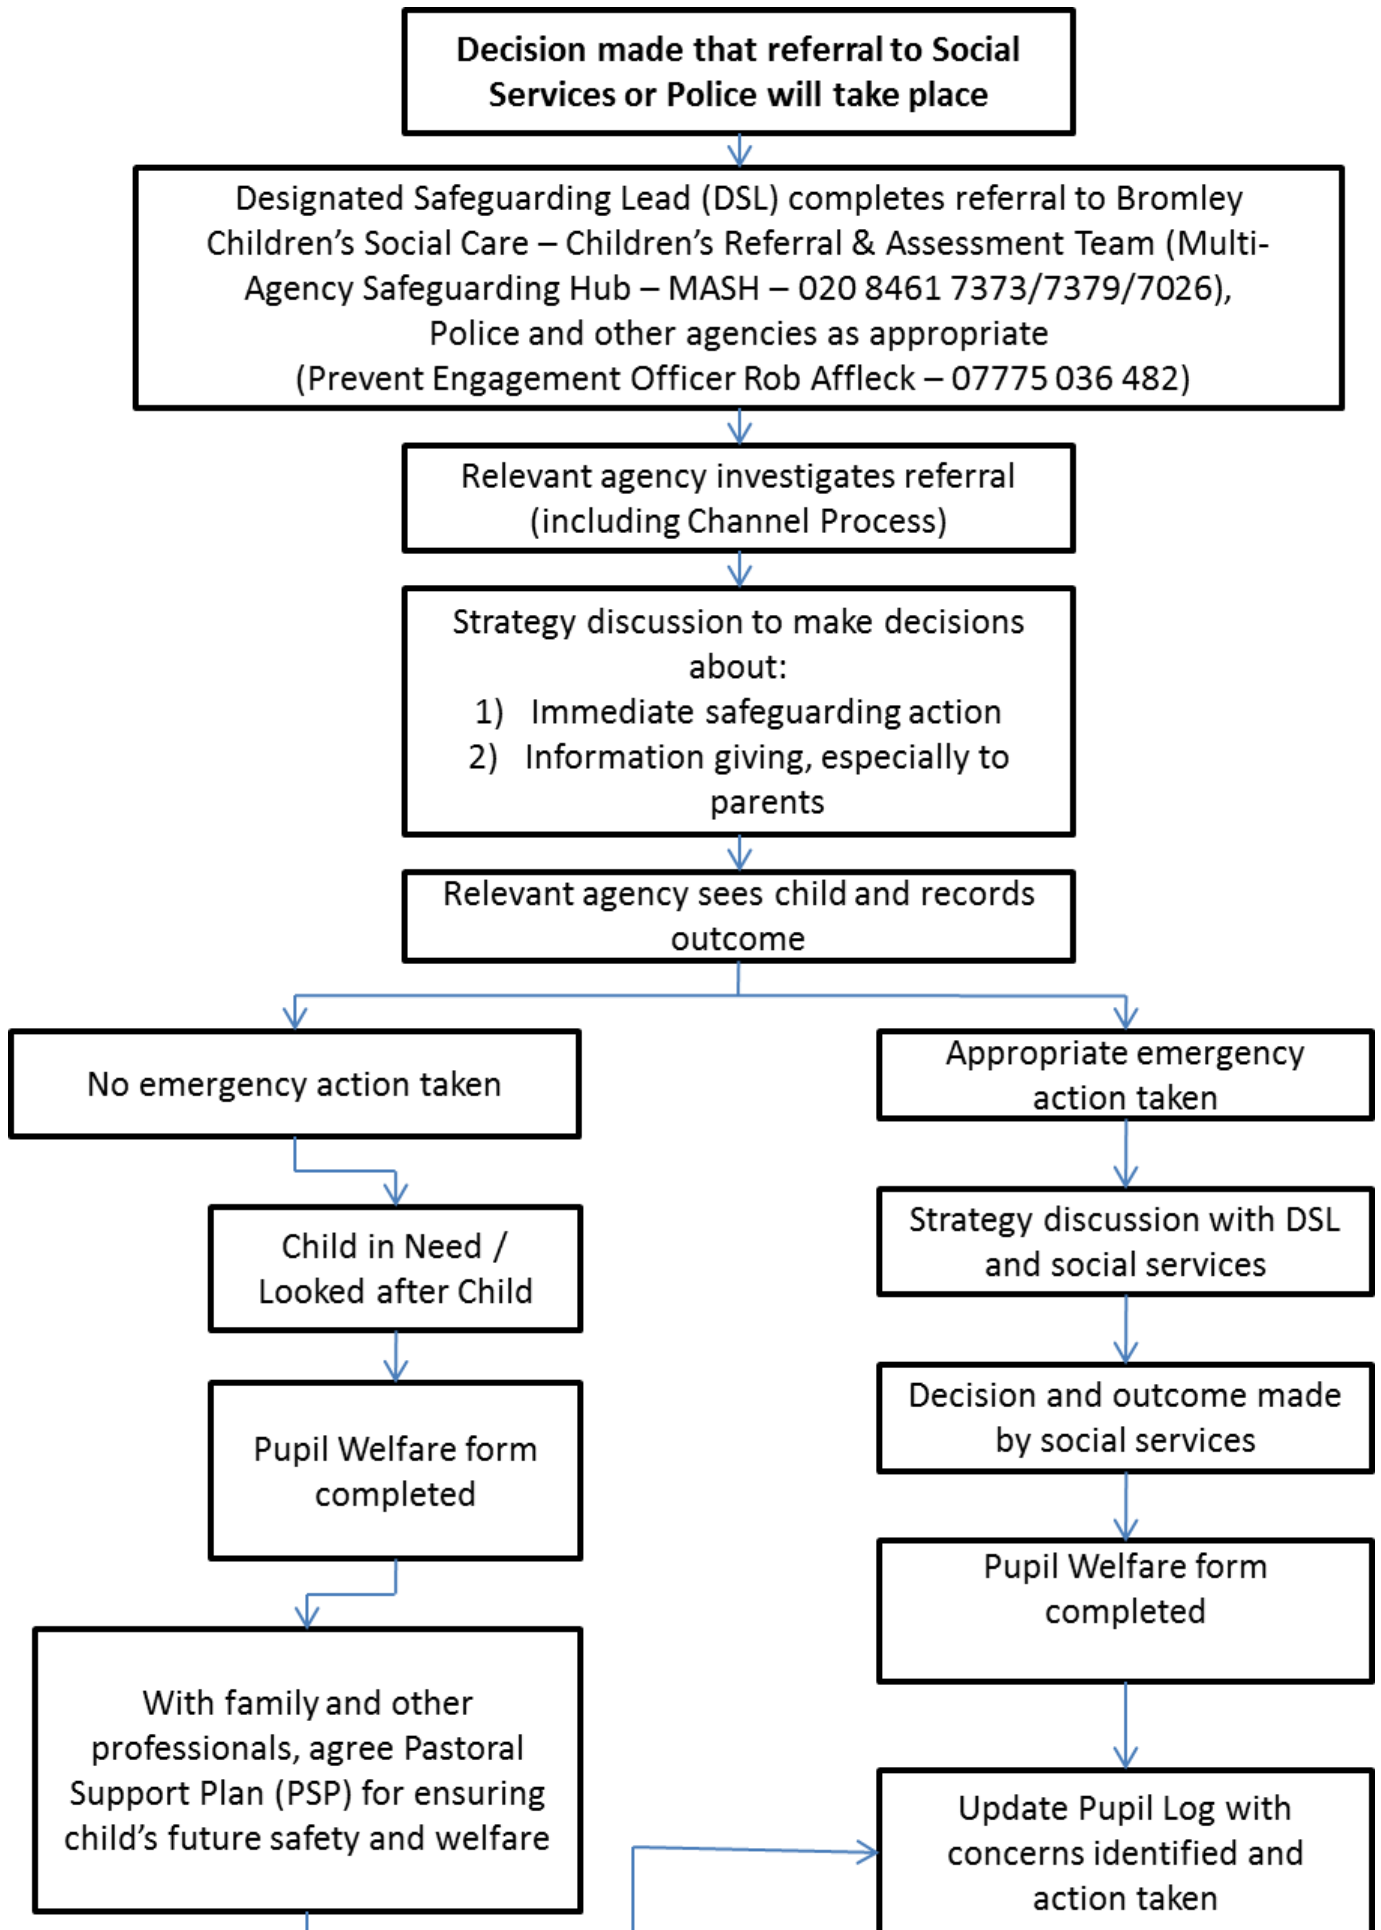 Decision made that referral to Social
Services or Police will take place
Designated Safeguarding Lead (DSL) completes referral to Bromley
Children’s Social Care – Children’s Referral & Assessment Team (Multi-
Agency Safeguarding Hub – MASH – 020 8461 7373/7379/7026),
Police and other agencies as appropriate
(Prevent Engagement Officer Rob Affleck – 07775 036 482)
Relevant agency investigates referral
(including Channel Process)
Strategy discussion to make decisions
about:
1) Immediate safeguarding action
2) Information giving, especially to
parents
Relevant agency sees child and records
outcome
No emergency action taken
Child in Need /
Looked after Child
Pupil Welfare form
completed
With family and other
professionals, agree Pastoral
Support Plan (PSP) for ensuring
child’s future safety and welfare
Appropriate emergency
action taken
Strategy discussion with DSL
and social services
Decision and outcome made
by social services
Pupil Welfare form
completed
Update Pupil Log with
concerns identified and
action taken